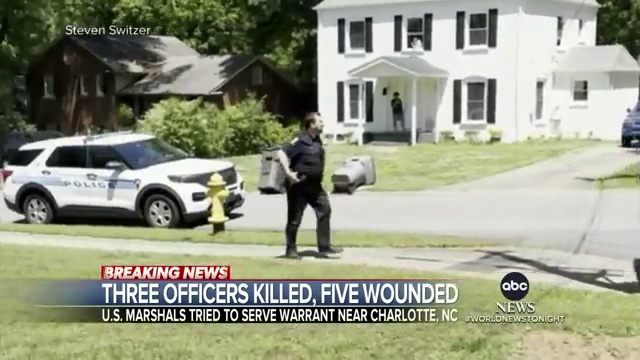 Steven Switzer
POLICE
BREAKING NEWS
THREE OFFICERS KILLED, FIVE WOUNDED
U.S. MARSHALS TRIED TO SERVE WARRANT NEAR CHARLOTTE, NC
abc
NEWS
#WORLDNEWSTONIGHT